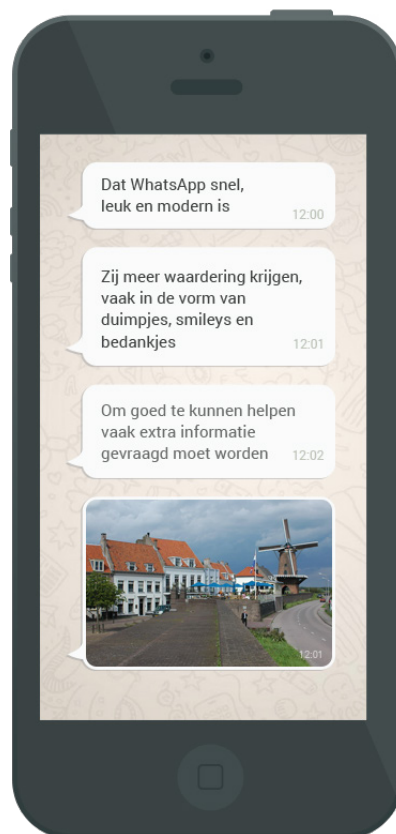 Dat WhatsApp snel,
leuk en modern is
12:00
Zij meer waardering krijgen,
vaak in de vorm van
duimpjes, smileys en
bedankjes
12:01
Om goed te kunnen helpen
vaak extra informatie
gevraagd moet worden
12:02
12:01